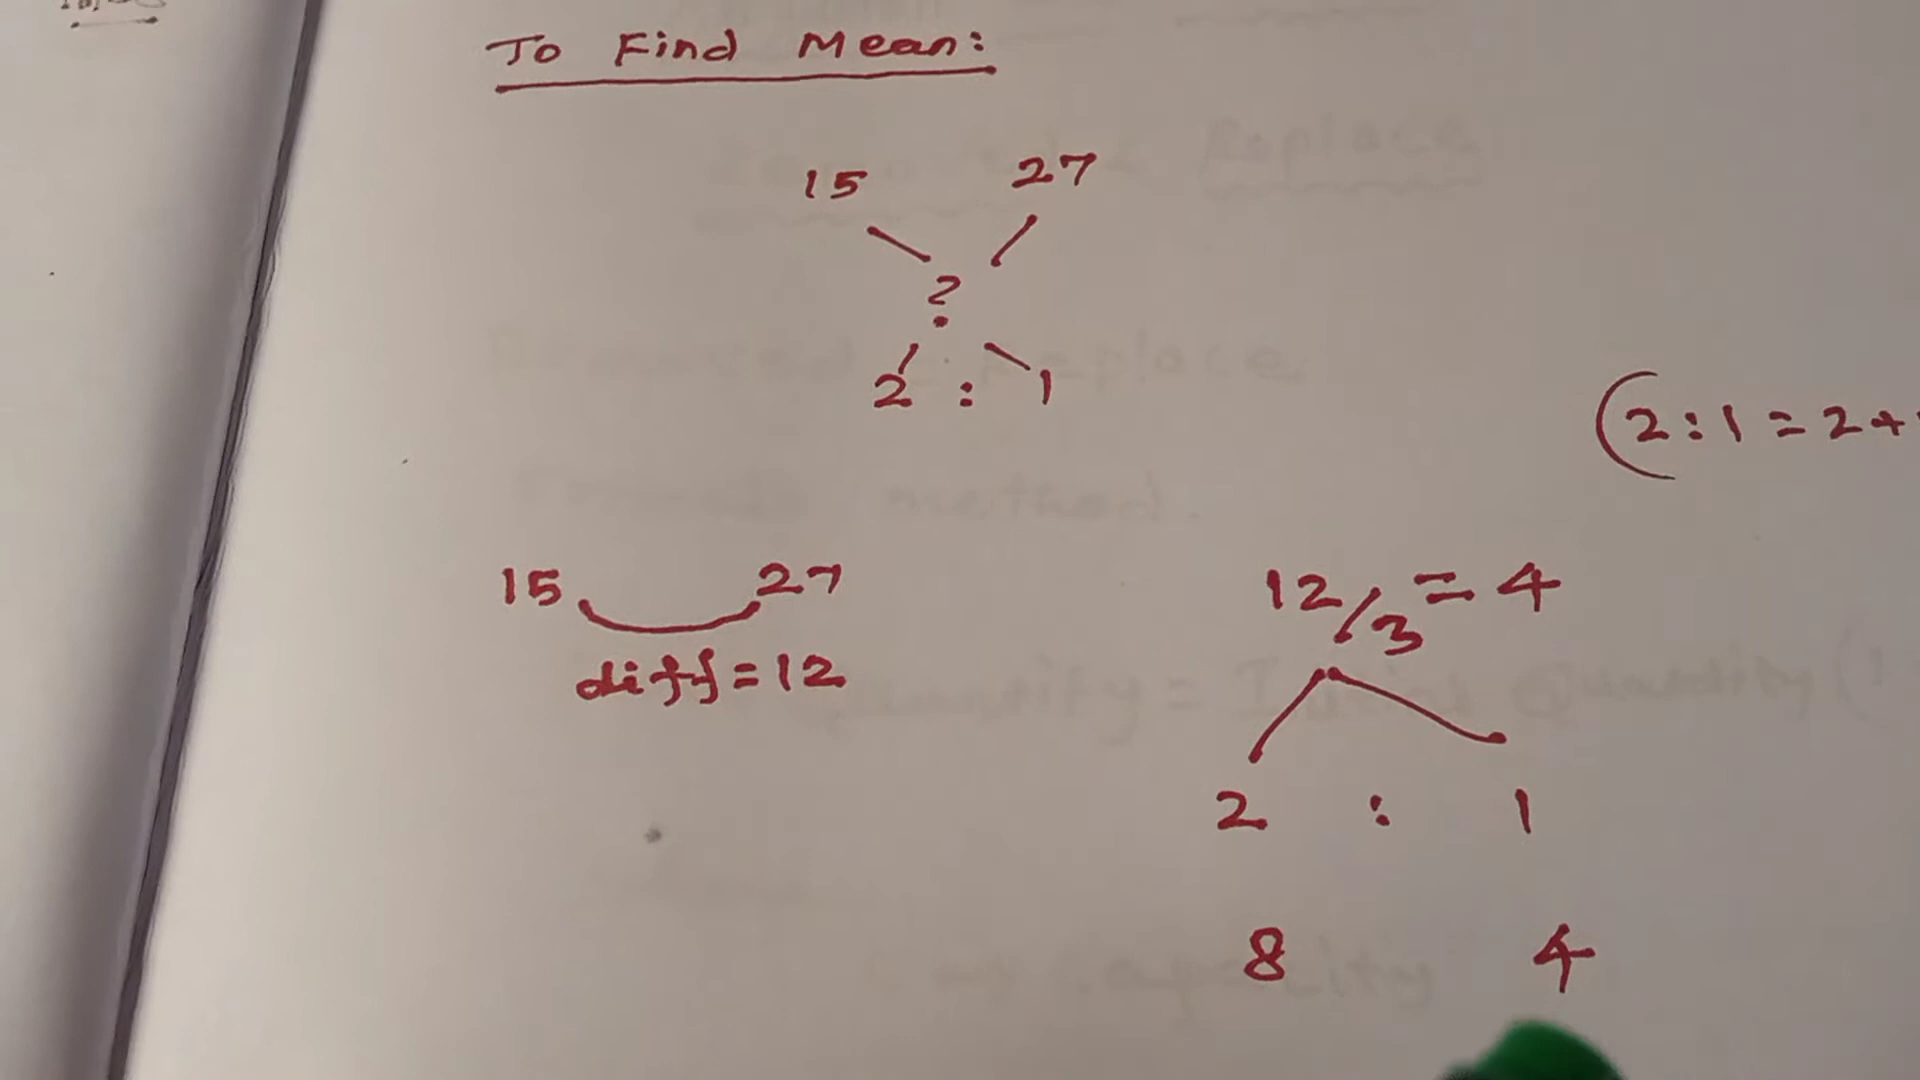 To Find Mean:
15 27
?
2 : 1
(2:1 = 2+
15 27
12/3 = 4
diff = 12
2 : 1
8 4